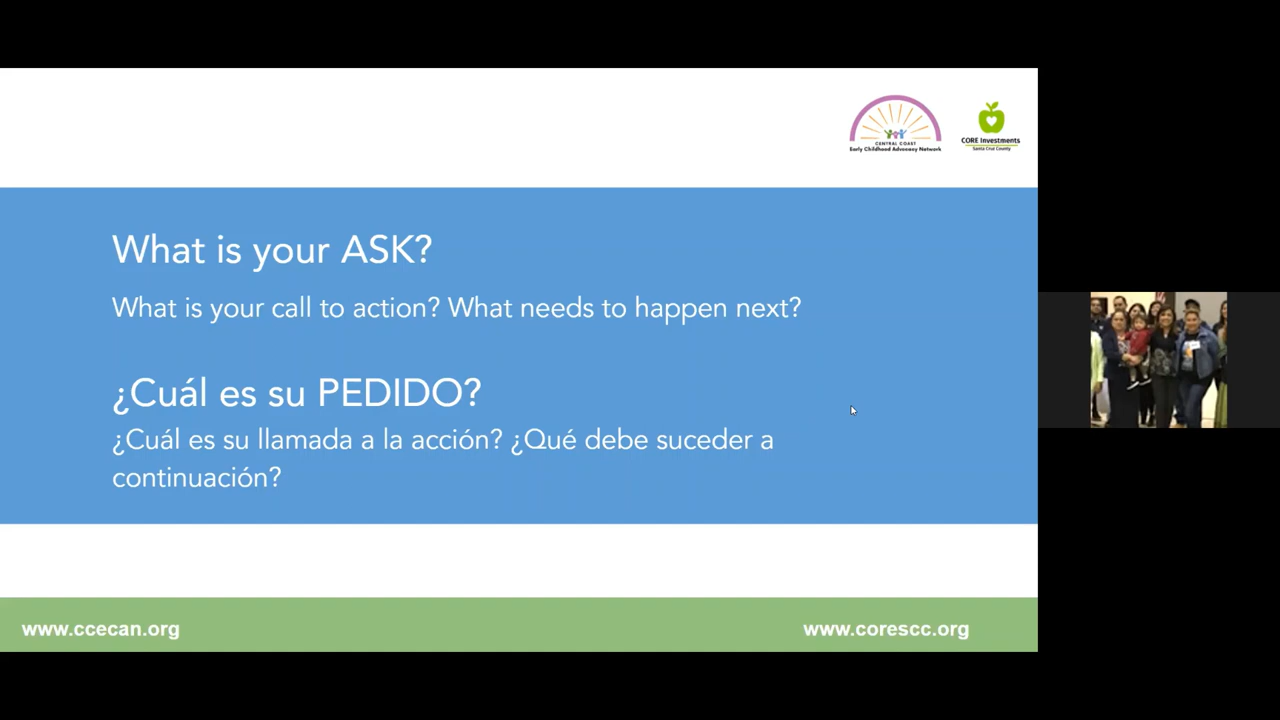 CENTRAL COAST
Early Childhood Advocacy Network
CORE Investments
Santa Cruz County
What is your ASK?
What is your call to action? What needs to happen next?
¿Cuál es su PEDIDO?
¿Cuál es su llamada a la acción? ¿Qué debe suceder a
continuación?
www.ccecan.org
www.corescc.org